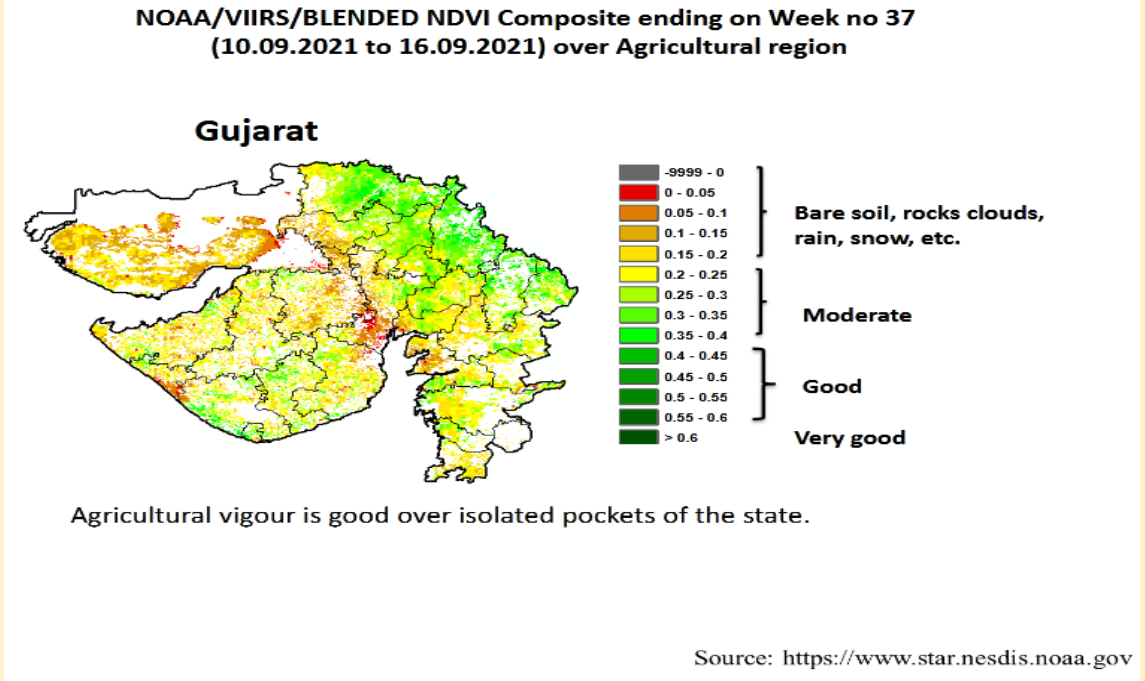 NOAA/VIIRS/BLENDED NDVI Composite ending on Week no 37
(10.09.2021 to 16.09.2021) over Agricultural region
Gujarat
-9999 - 0
0 - 0.05
0.05 - 0.1
0.1 - 0.15
0.15 - 0.2
0.2 - 0.25
0.25 - 0.3
0.3 - 0.35
0.35 - 0.4
0.4 - 0.45
0.45 - 0.5
0.5 - 0.55
0.55 - 0.6
> 0.6
Bare soil, rocks clouds,
rain, snow, etc.
Moderate
Good
Very good
Agricultural vigour is good over isolated pockets of the state.
Source: https://www.star.nesdis.noaa.gov